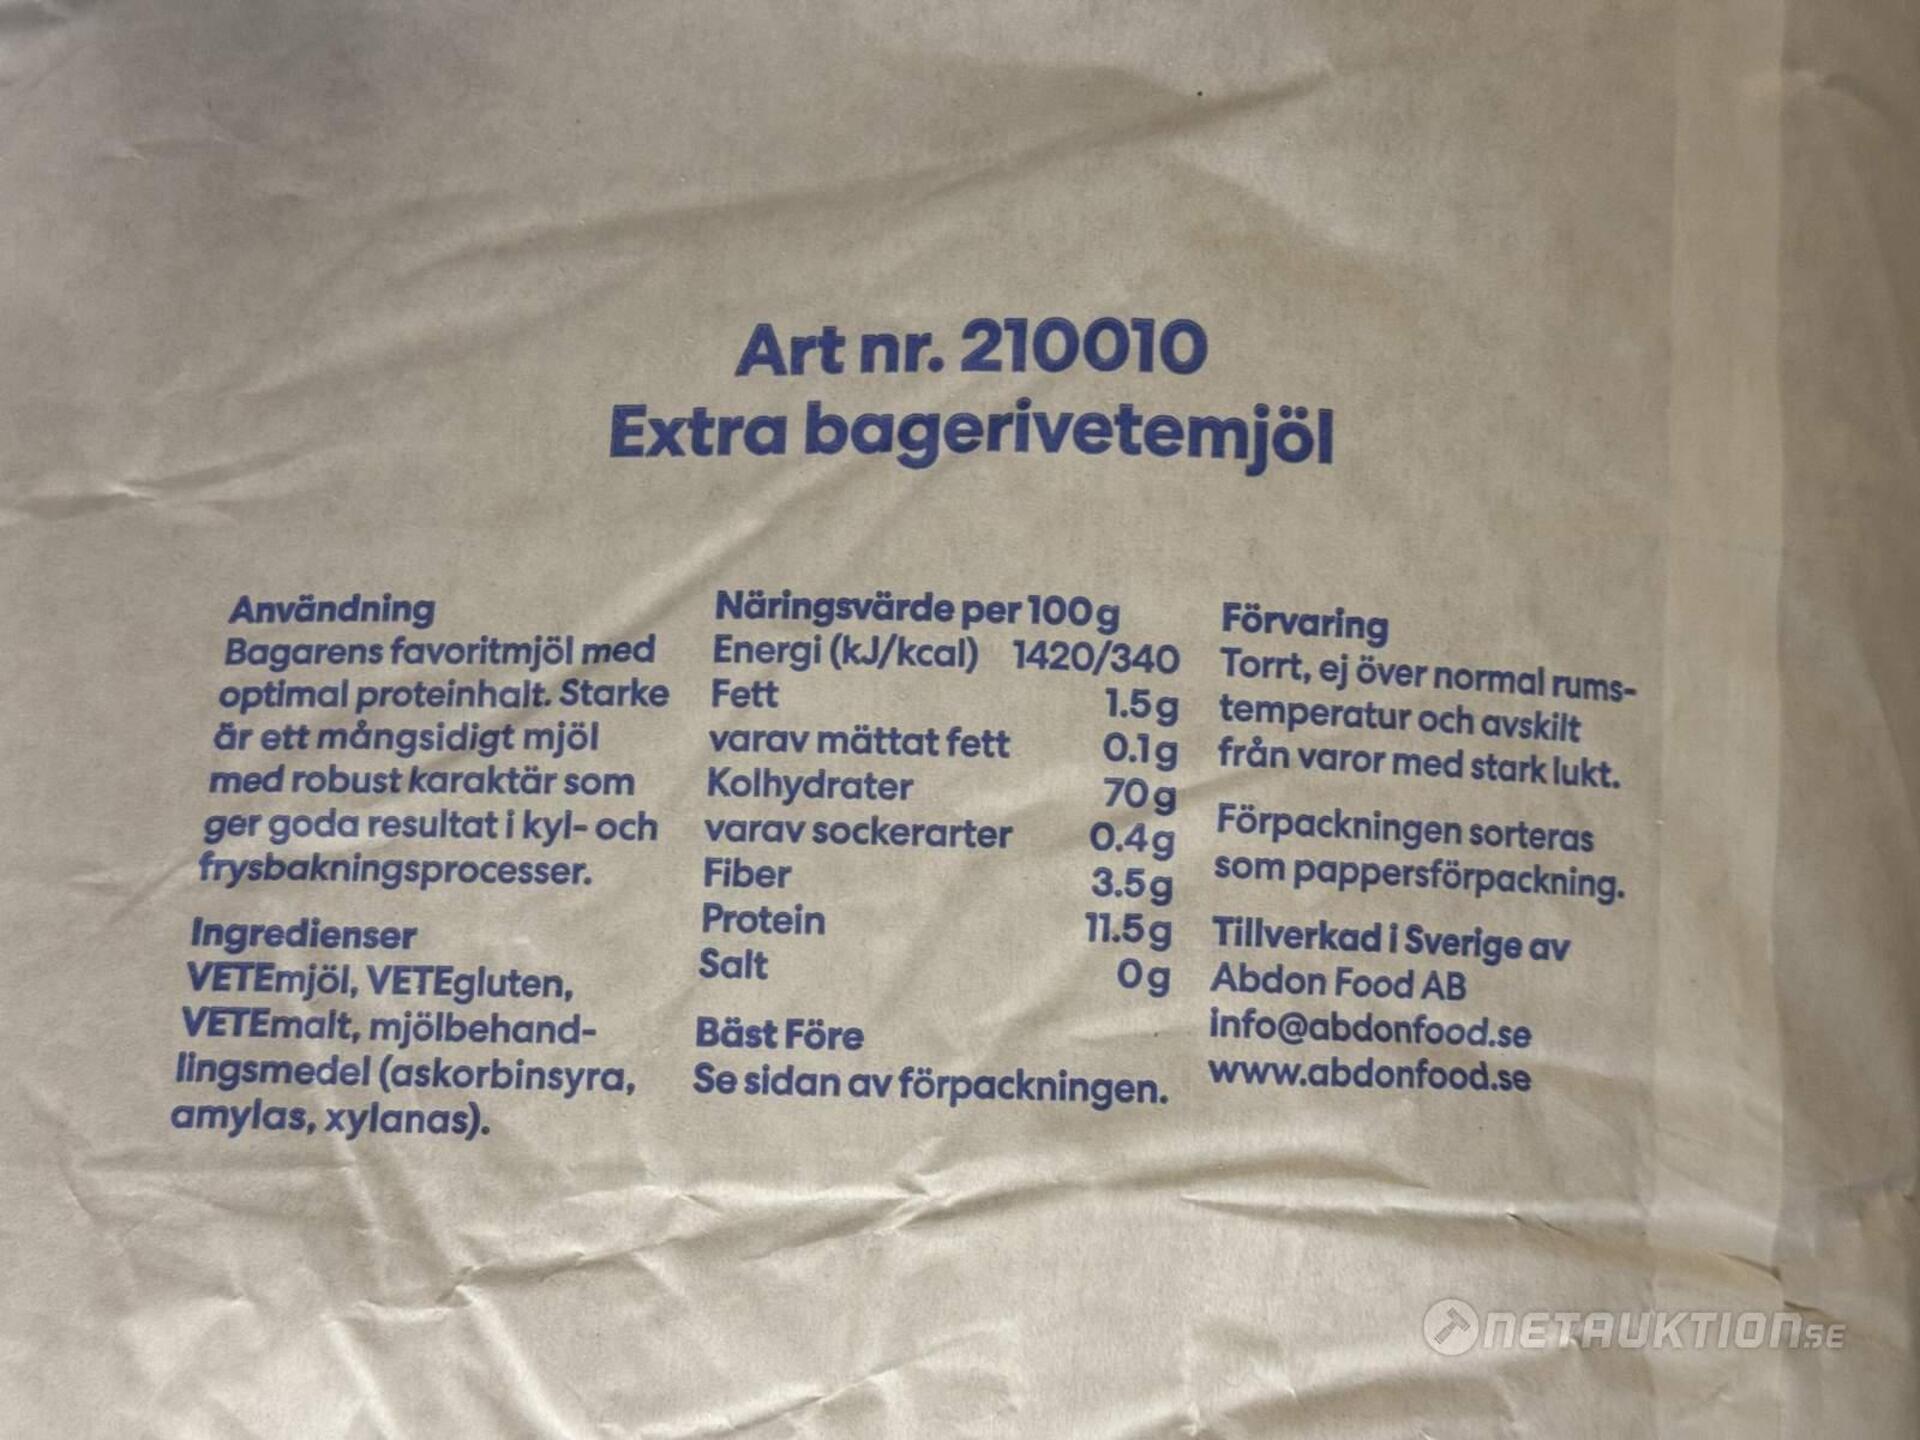 Art nr. 210010
Extra bagerivetemjöl
Användning
Bagarens favoritmjöl med
optimal proteinhalt. Starke
är ett mångsidigt mjöl
med robust karaktär som
ger goda resultat i kyl- och
frysbakningsprocesser.
Ingredienser
VETEmjöl, VETEgluten,
VETEmalt, mjölbehand-
lingsmedel (askorbinsyra,
amylas, xylanas).
Näringsvärde per 100g
Energi (kJ/kcal) 1420/340
Fett 1.5g
varav mättat fett 0.1g
Kolhydrater 70g
varav sockerarter 0.4g
Fiber 3.5g
Protein 11.5g
Salt 0g
Bäst Före
Se sidan av förpackningen.
Förvaring
Torrt, ej över normal rums-
temperatur och avskilt
från varor med stark lukt.
Förpackningen sorteras
som pappersförpackning.
Tillverkad i Sverige av
Abdon Food AB
info@abdonfood.se
www.abdonfood.se
NETAUKTION.SE